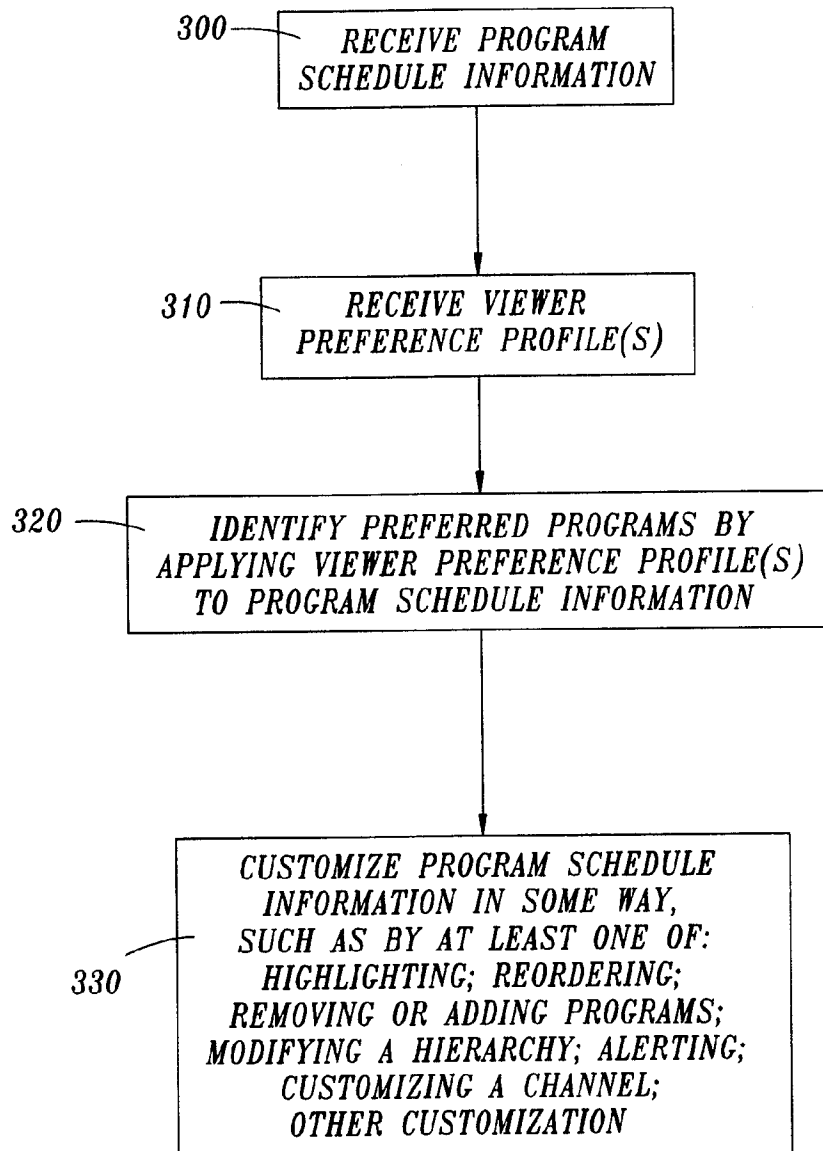 300
RECEIVE PROGRAM
SCHEDULE INFORMATION
310
RECEIVE VIEWER
PREFERENCE PROFILE(S)
320
IDENTIFY PREFERRED PROGRAMS BY
APPLYING VIEWER PREFERENCE PROFILE(S)
TO PROGRAM SCHEDULE INFORMATION
330
CUSTOMIZE PROGRAM SCHEDULE
INFORMATION IN SOME WAY,
SUCH AS BY AT LEAST ONE OF:
HIGHLIGHTING; REORDERING;
REMOVING OR ADDING PROGRAMS;
MODIFYING A HIERARCHY; ALERTING;
CUSTOMIZING A CHANNEL;
OTHER CUSTOMIZATION